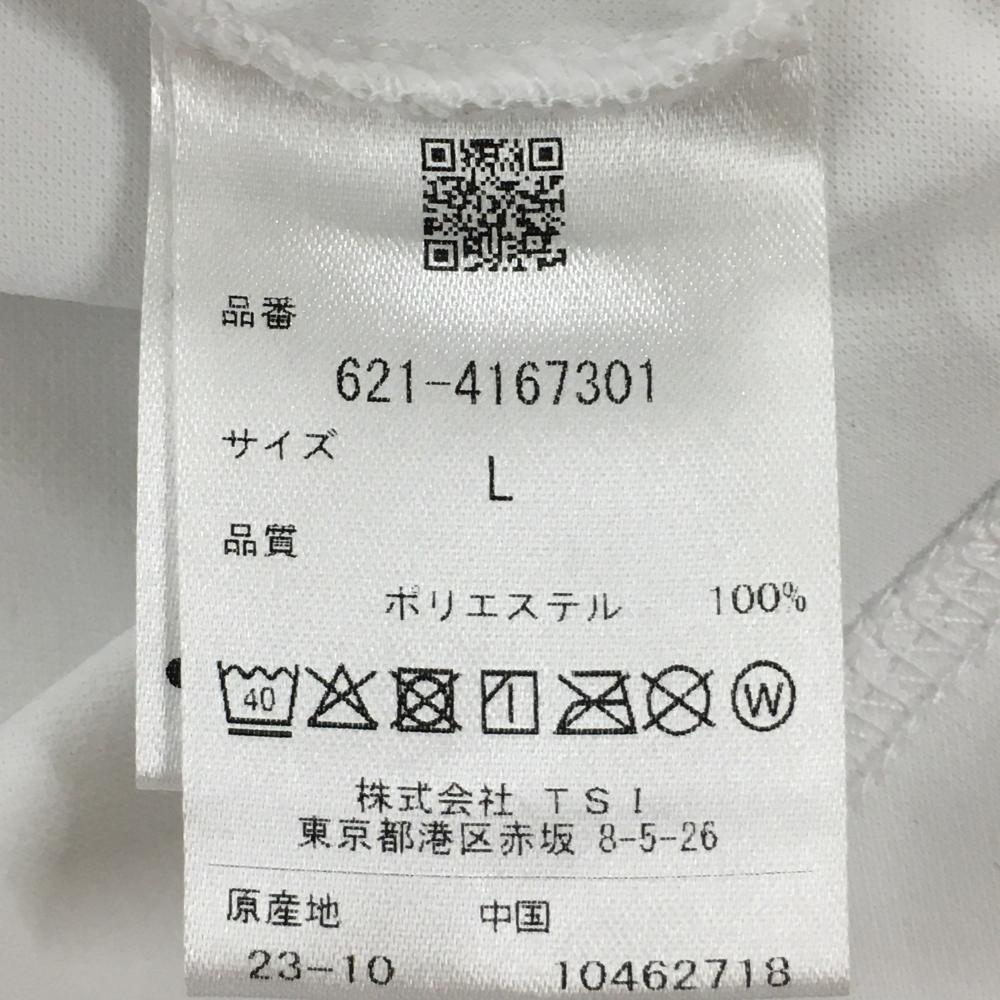 品番
621-4167301
サイズ
L
品質
ポリエステル 100%
40 W
株式会社 TSI
東京都港区赤坂 8-5-26
原産地 中国
23-10 10462718